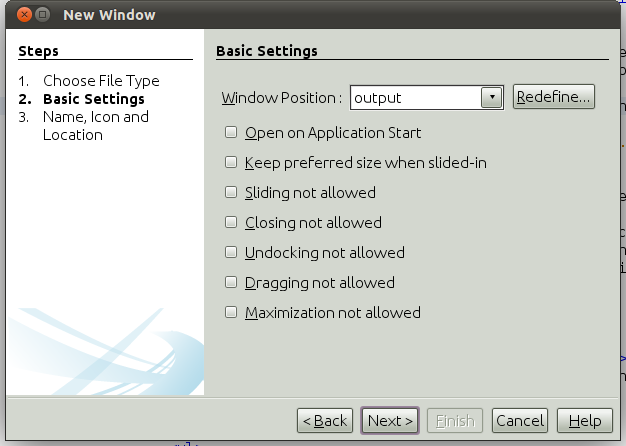 New Window
Steps
1. Choose File Type
2. Basic Settings
3. Name, Icon and
Location
Basic Settings
Window Position : output Redefine...
Open on Application Start
Keep preferred size when slided-in
Sliding not allowed
Closing not allowed
Undocking not allowed
Dragging not allowed
Maximization not allowed
< Back Next > Finish Cancel Help